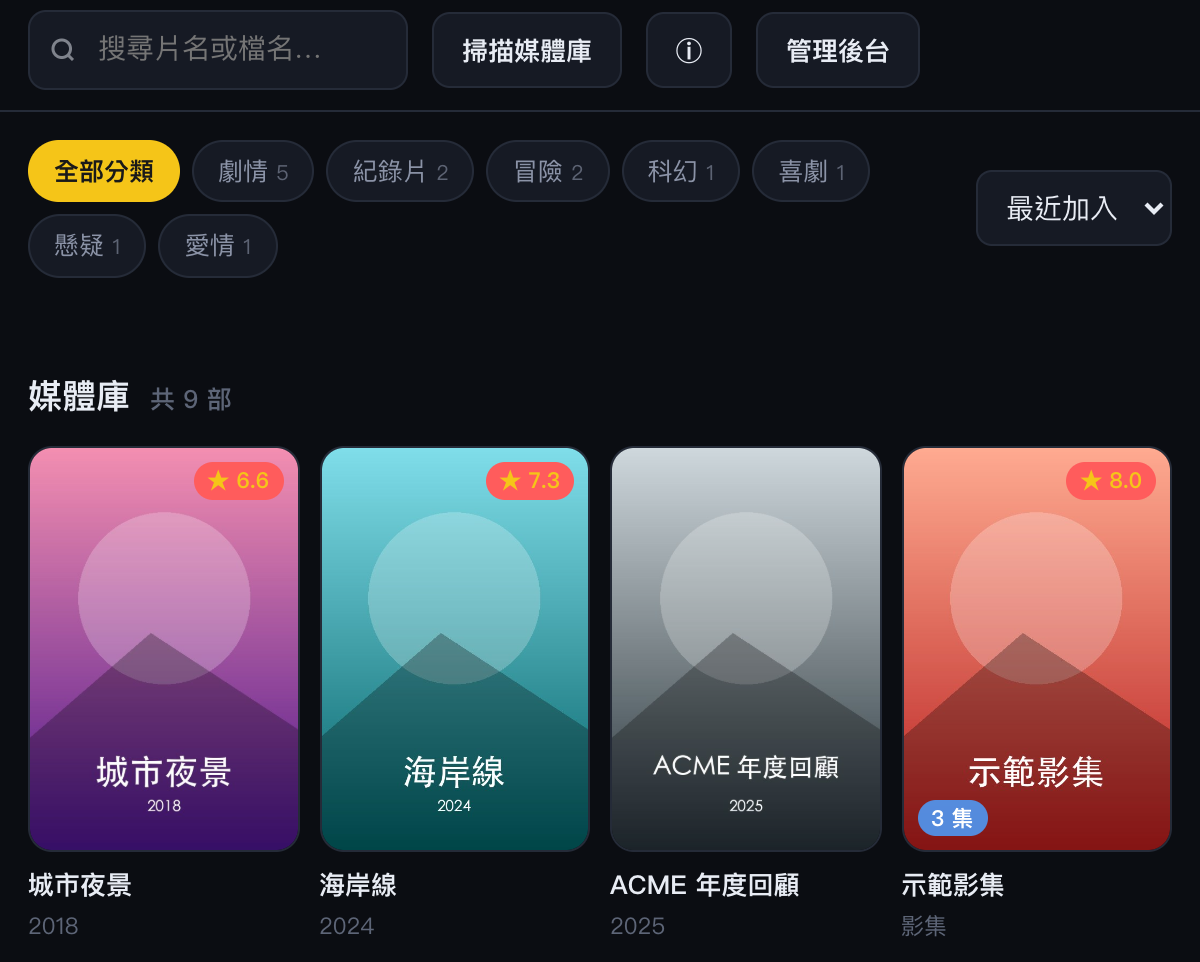 搜尋片名或檔名…
掃描媒體庫
ⓘ
管理後台
全部分類
劇情 5
紀錄片 2
冒險 2
科幻 1
喜劇 1
最近加入
懸疑 1
愛情 1
媒體庫 共 9 部
★ 6.6
城市夜景
2018
★ 7.3
海岸線
2024
ACME 年度回顧
2025
★ 8.0
示範影集
3 集
城市夜景
2018
海岸線
2024
ACME 年度回顧
2025
示範影集
影集